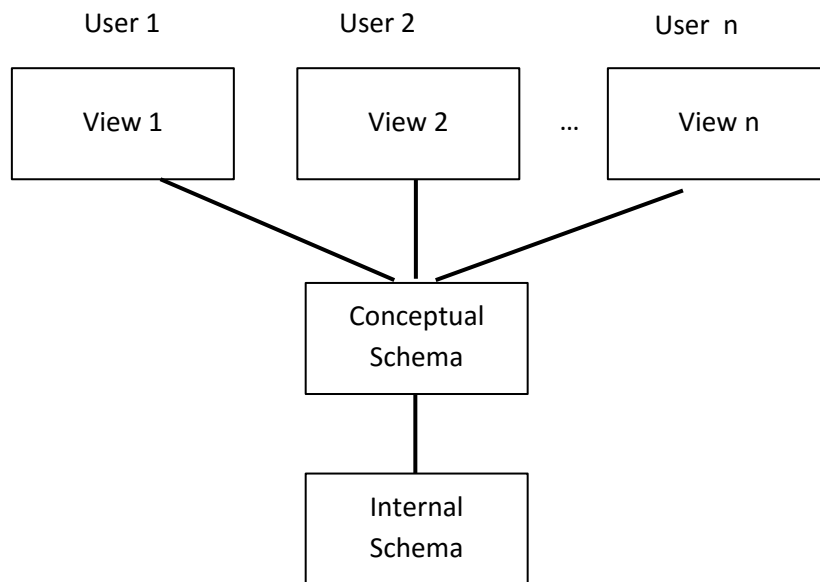 User 1
User 2
User n
View 1
View 2
...
View n
Conceptual
Schema
Internal
Schema